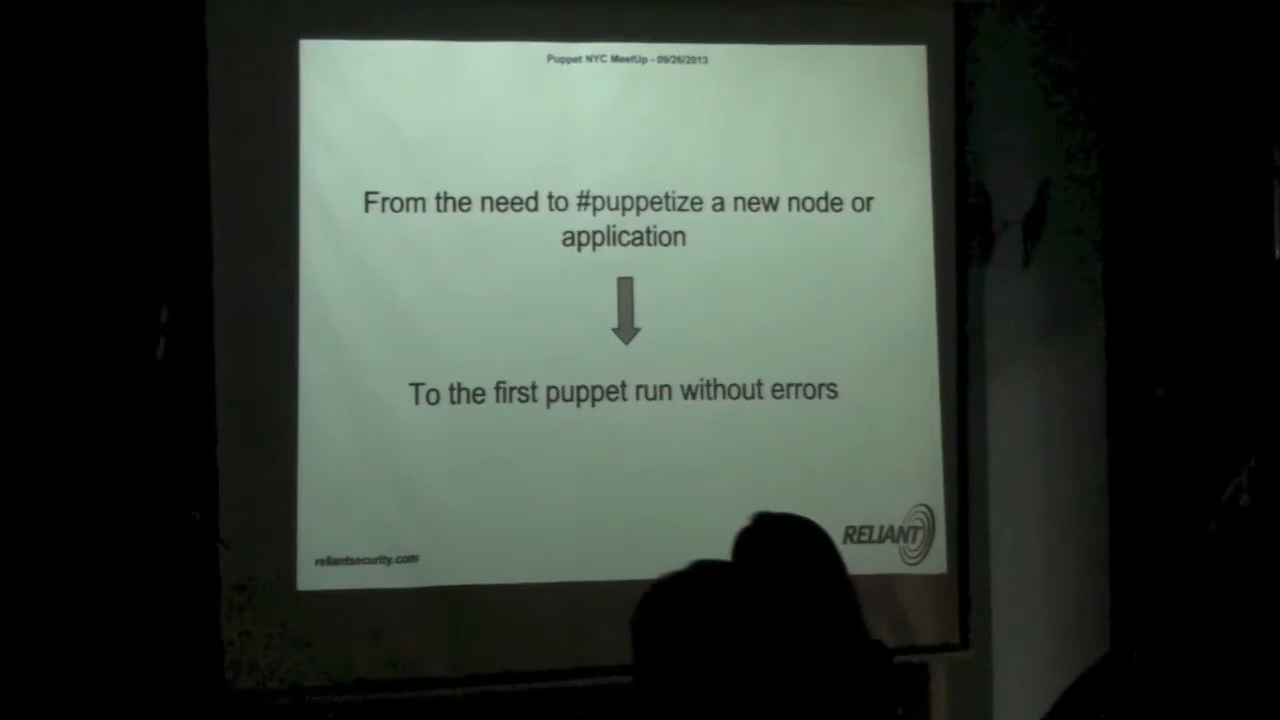 Puppet NYC MeetUp - 09/26/2013
From the need to #puppetize a new node or
application
To the first puppet run without errors
RELIANT
reliantsecurity.com